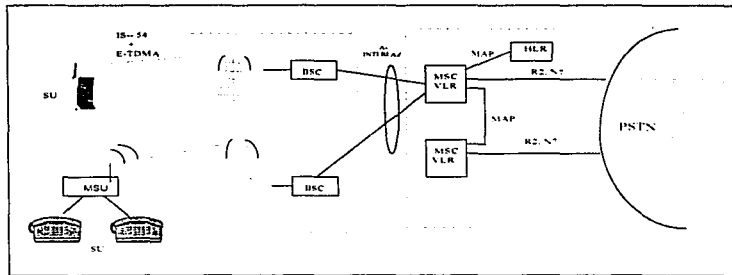 IS-- 54
+
E-TDMA
SU
BSC
A-
MAP
HLR
MSC
VLR
R2. N7
MAP
PSTN
MSC
VLR
R2. N7
MSU
BSC
SU